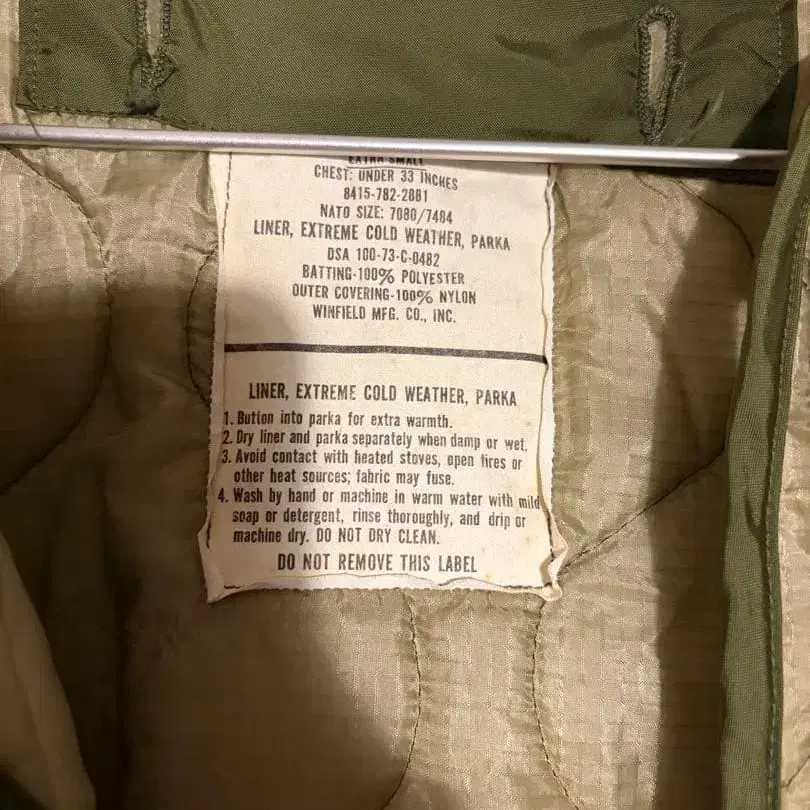 EXTRA SMALL
CHEST: UNDER 33 INCHES
8415-782-2881
NATO SIZE: 7080/7484
LINER, EXTREME COLD WEATHER, PARKA
DSA 100-73-C-0482
BATTING-100% POLYESTER
OUTER COVERING-100% NYLON
WINFIELD MFG. CO., INC.
LINER, EXTREME COLD WEATHER, PARKA
1. Button into parka for extra warmth.
2. Dry liner and parka separately when damp or wet.
3. Avoid contact with heated stoves, open fires or
other heat sources; fabric may fuse.
4. Wash by hand or machine in warm water with mild
soap or detergent, rinse thoroughly, and drip or
machine dry. DO NOT DRY CLEAN.
DO NOT REMOVE THIS LABEL